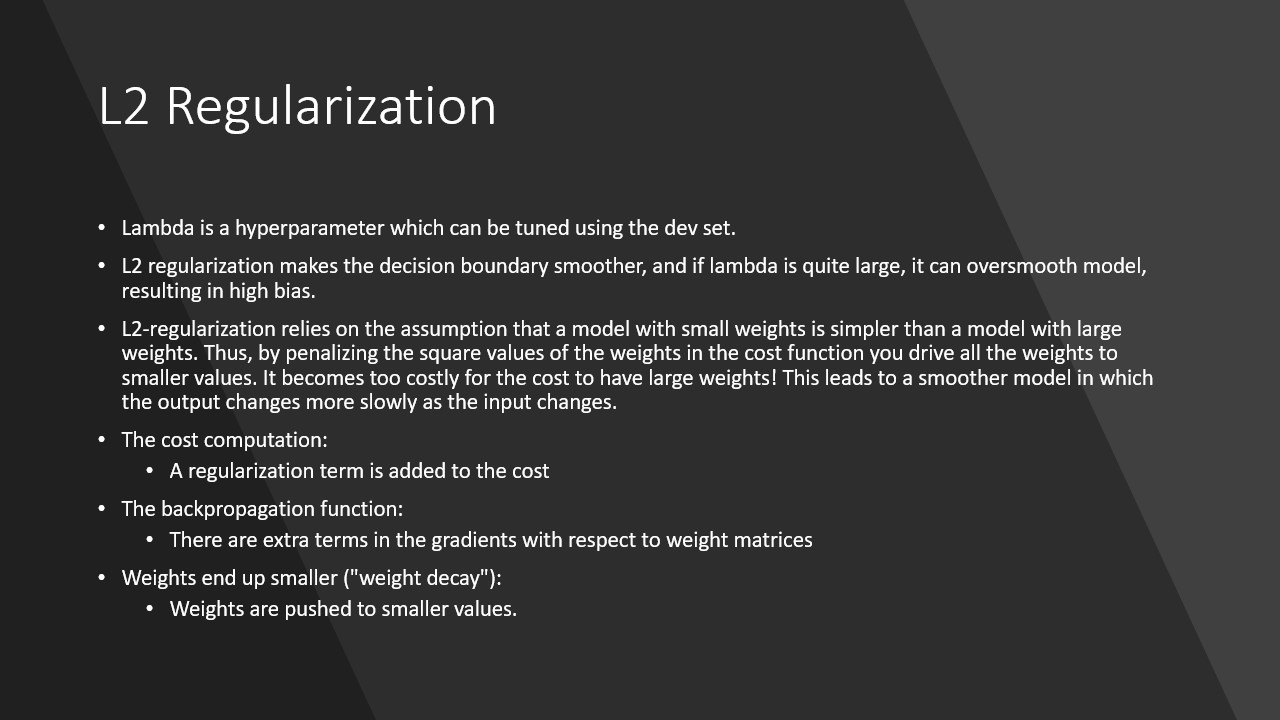 L2 Regularization
• Lambda is a hyperparameter which can be tuned using the dev set.
• L2 regularization makes the decision boundary smoother, and if lambda is quite large, it can oversmooth model,
resulting in high bias.
• L2-regularization relies on the assumption that a model with small weights is simpler than a model with large
weights. Thus, by penalizing the square values of the weights in the cost function you drive all the weights to
smaller values. It becomes too costly for the cost to have large weights! This leads to a smoother model in which
the output changes more slowly as the input changes.
• The cost computation:
• A regularization term is added to the cost
• The backpropagation function:
• There are extra terms in the gradients with respect to weight matrices
• Weights end up smaller ("weight decay"):
• Weights are pushed to smaller values.